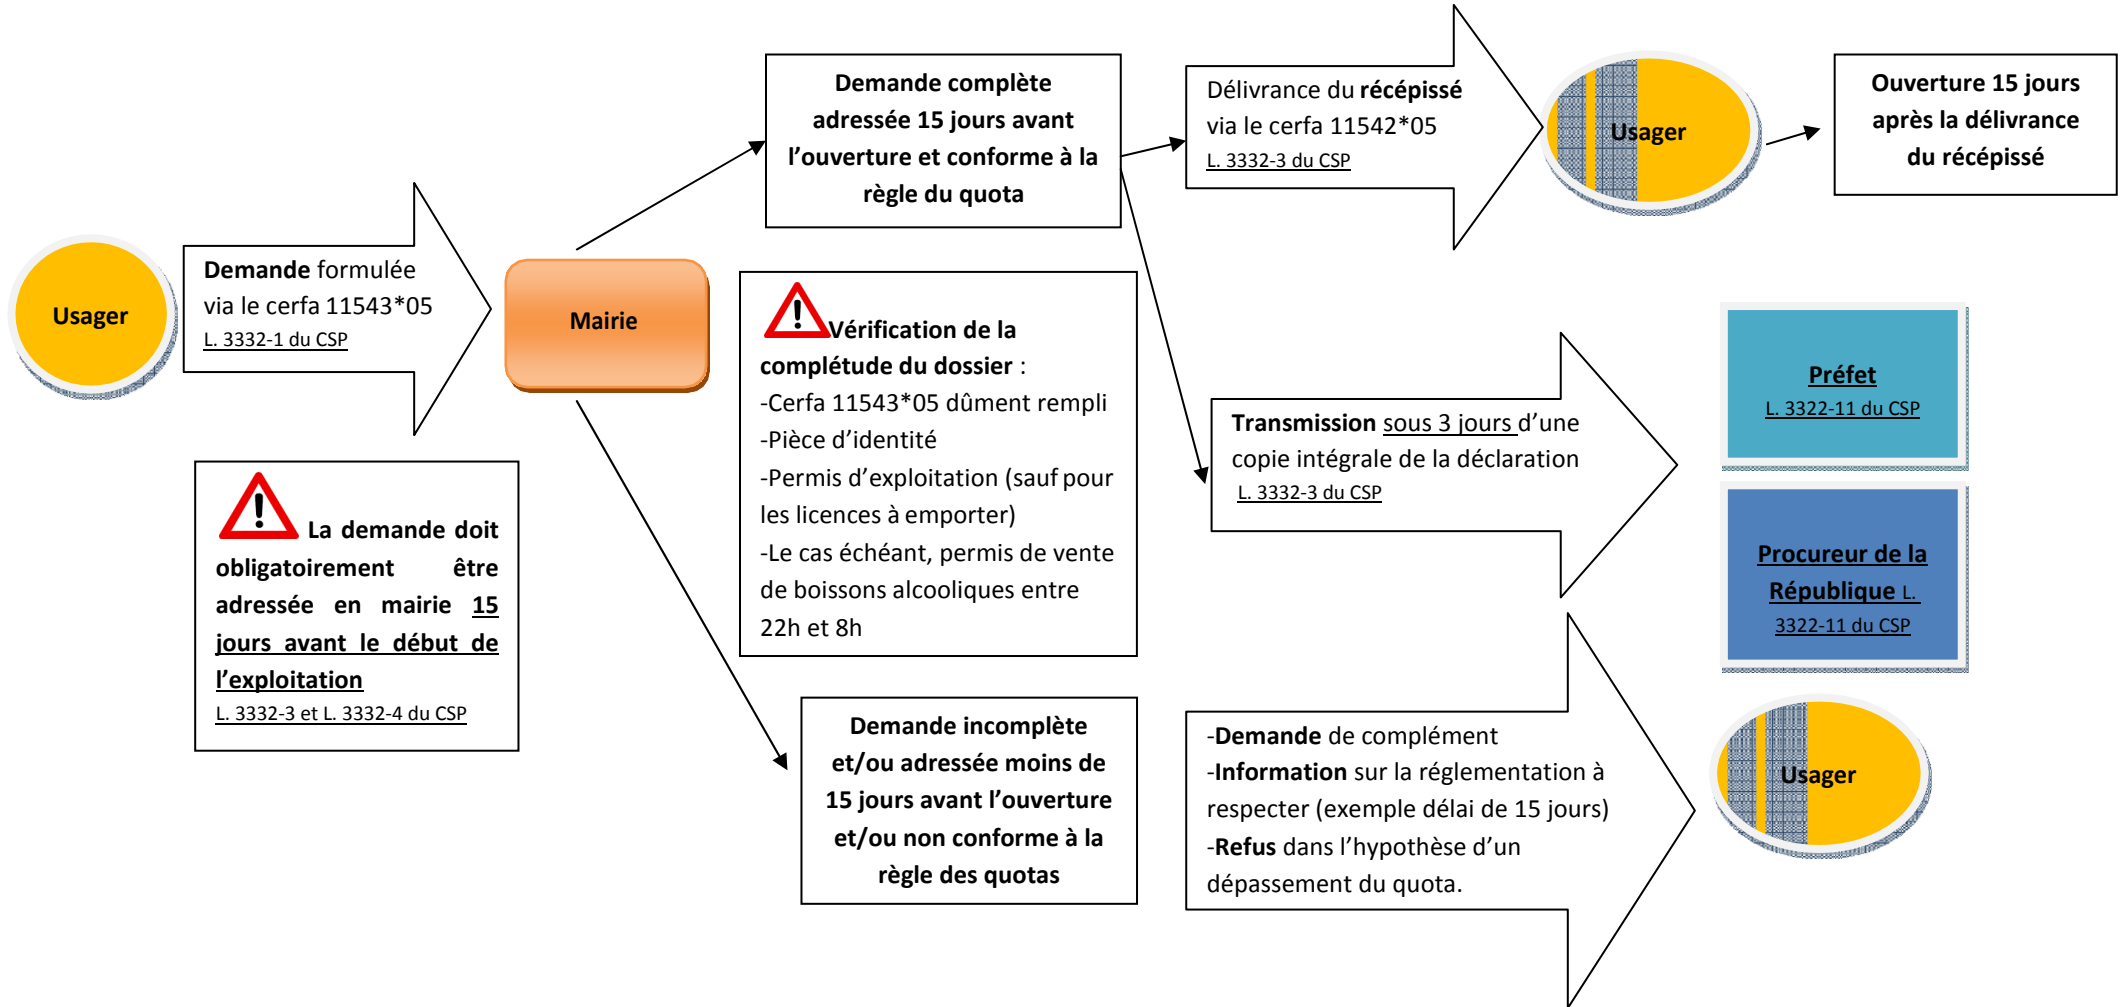 Usager
Demande formulée
via le cerfa 11543*05
L. 3332-1 du CSP
La demande doit
obligatoirement être
adressée en mairie 15
jours avant le début de
l’exploitation
L. 3332-3 et L. 3332-4 du CSP
Mairie
Demande complète
adressée 15 jours avant
l’ouverture et conforme à la
règle du quota
Vérification de la
complétude du dossier :
-Cerfa 11543*05 dûment rempli
-Pièce d’identité
-Permis d’exploitation (sauf pour
les licences à emporter)
-Le cas échéant, permis de vente
de boissons alcooliques entre
22h et 8h
Demande incomplète
et/ou adressée moins de
15 jours avant l’ouverture
et/ou non conforme à la
règle des quotas
Délivrance du récépissé
via le cerfa 11542*05
L. 3332-3 du CSP
Usager
Ouverture 15 jours
après la délivrance
du récépissé
Transmission sous 3 jours d’une
copie intégrale de la déclaration
L. 3332-3 du CSP
Préfet
L. 3322-11 du CSP
Procureur de la
République L.
3322-11 du CSP
-Demande de complément
-Information sur la réglementation à
respecter (exemple délai de 15 jours)
-Refus dans l’hypothèse d’un
dépassement du quota.
Usager